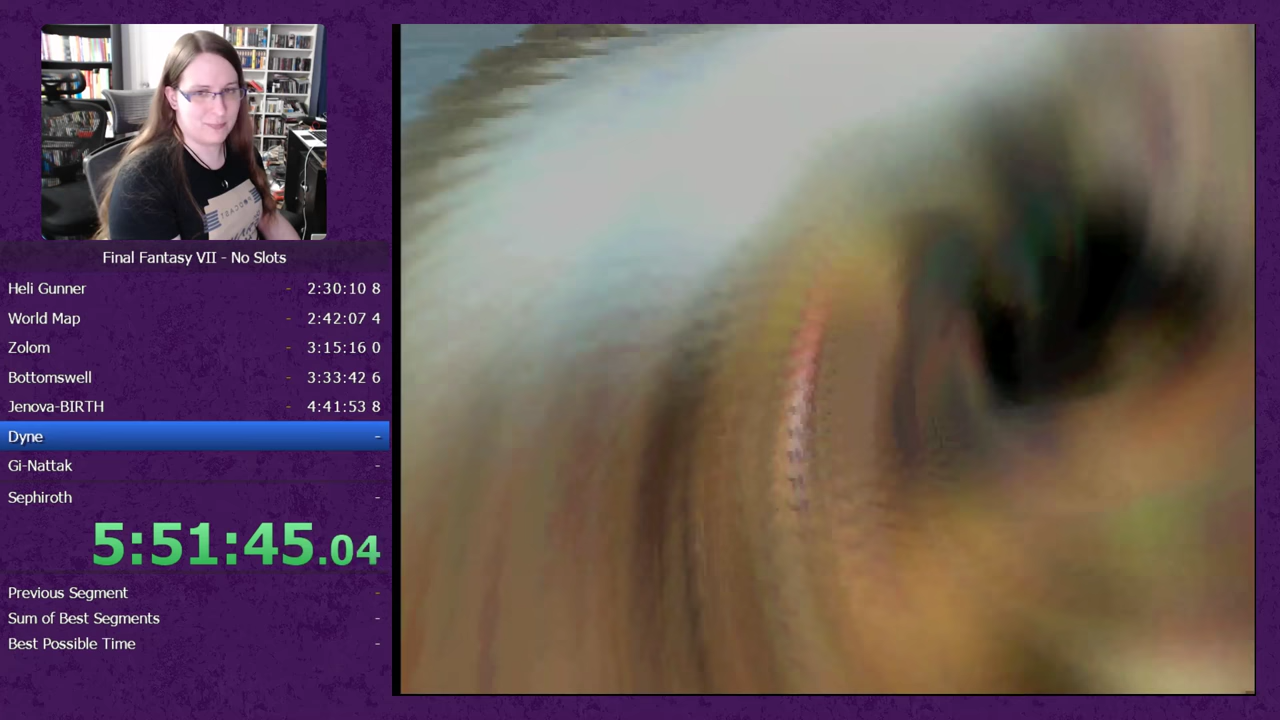 Final Fantasy VII - No Slots
Heli Gunner - 2:30:10 8
World Map - 2:42:07 4
Zolom - 3:15:16 0
Bottomswell - 3:33:42 6
Jenova-BIRTH - 4:41:53 8
Dyne -
Gi-Nattak -
Sephiroth -
5:51:45.04
Previous Segment -
Sum of Best Segments -
Best Possible Time -